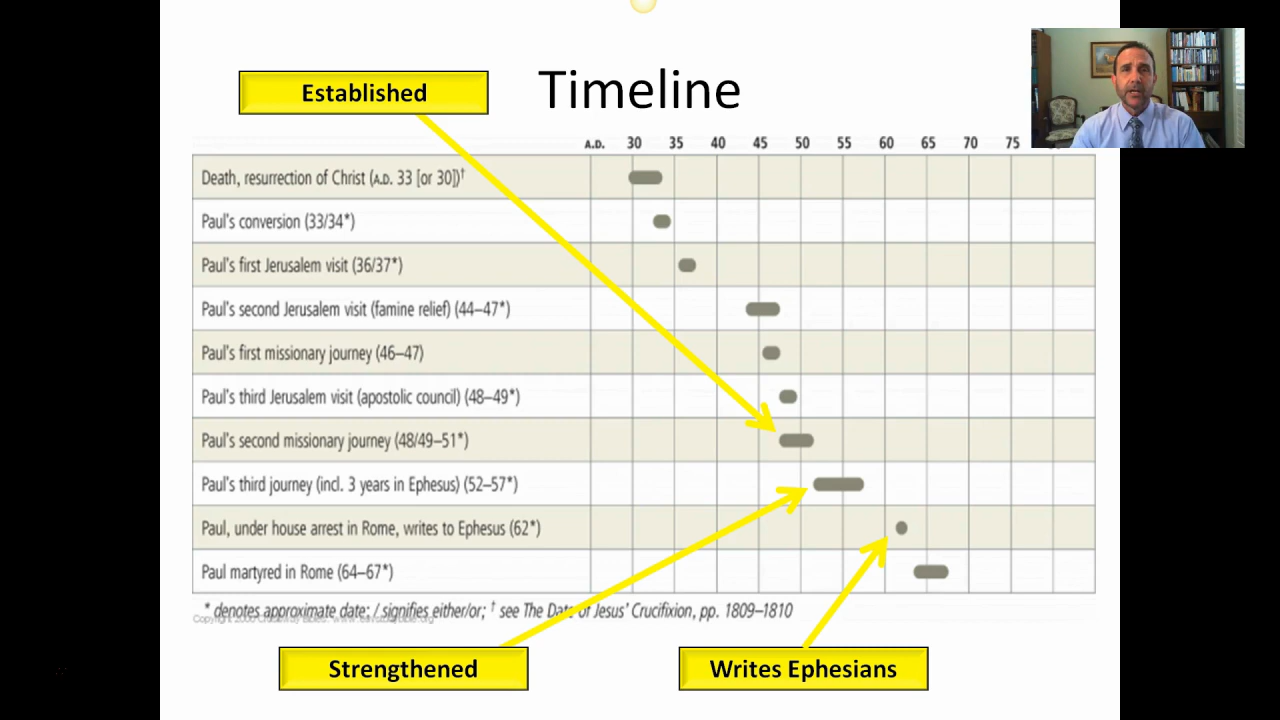 Established
Timeline
A.D. 30 35 40 45 50 55 60 65 70 75
Death, resurrection of Christ (A.D. 33 [or 30])†
Paul's conversion (33/34*)
Paul's first Jerusalem visit (36/37*)
Paul's second Jerusalem visit (famine relief) (44–47*)
Paul's first missionary journey (46–47)
Paul's third Jerusalem visit (apostolic council) (48–49*)
Paul's second missionary journey (48/49–51*)
Paul's third journey (incl. 3 years in Ephesus) (52–57*)
Paul, under house arrest in Rome, writes to Ephesus (62*)
Paul martyred in Rome (64–67*)
* denotes approximate date; / signifies either/or; † see The Date of Jesus' Crucifixion, pp. 1809–1810
Copyright
Strengthened
Writes Ephesians